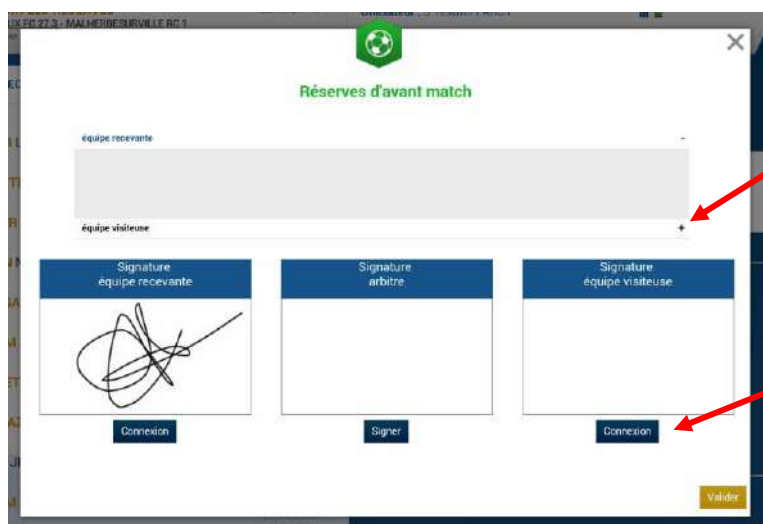 UX FC 27 3 - MALHERBESURVILLE RC 1
Réserves d'avant match
équipe recevante
-
équipe visiteuse
+
Signature
équipe recevante
Signature
arbitre
Signature
équipe visiteuse
Connexion
Signer
Connexion
Valider